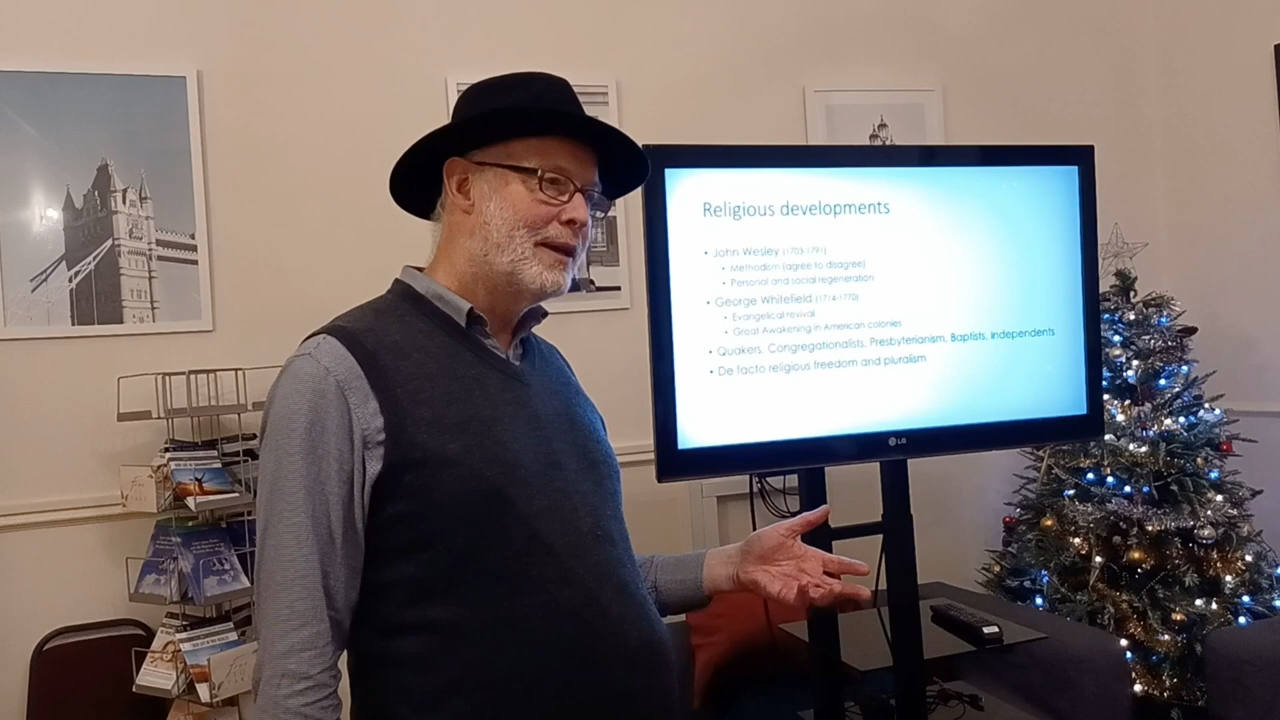 Religious developments
• John Wesley (1703-1791)
• Methodism (agree to disagree)
• Personal and social regeneration
• George Whitefield (1714-1770)
• Evangelical revival
• Great Awakening in American colonies
• Quakers, Congregationalists, Presbyterianism, Baptists, Independents
• De facto religious freedom and pluralism
LG